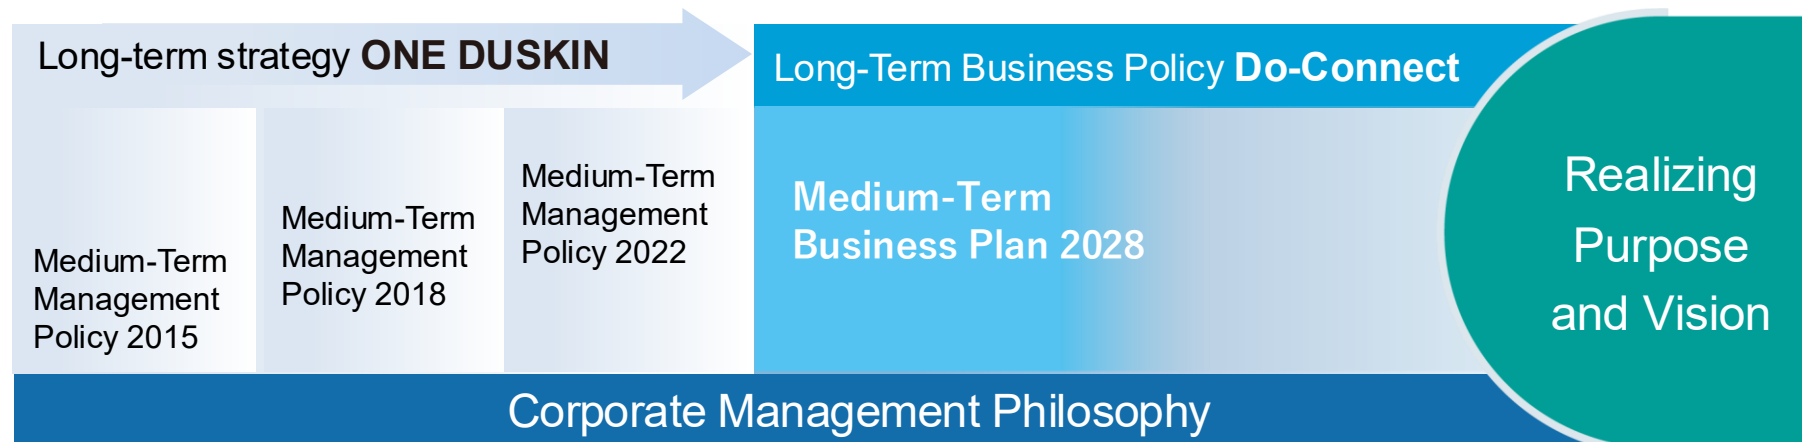 Long-term strategy ONE DUSKIN
Long-Term Business Policy Do-Connect
Medium-Term
Management
Policy 2015
Medium-Term
Management
Policy 2018
Medium-Term
Management
Policy 2022
Medium-Term
Business Plan 2028
Realizing
Purpose
and Vision
Corporate Management Philosophy